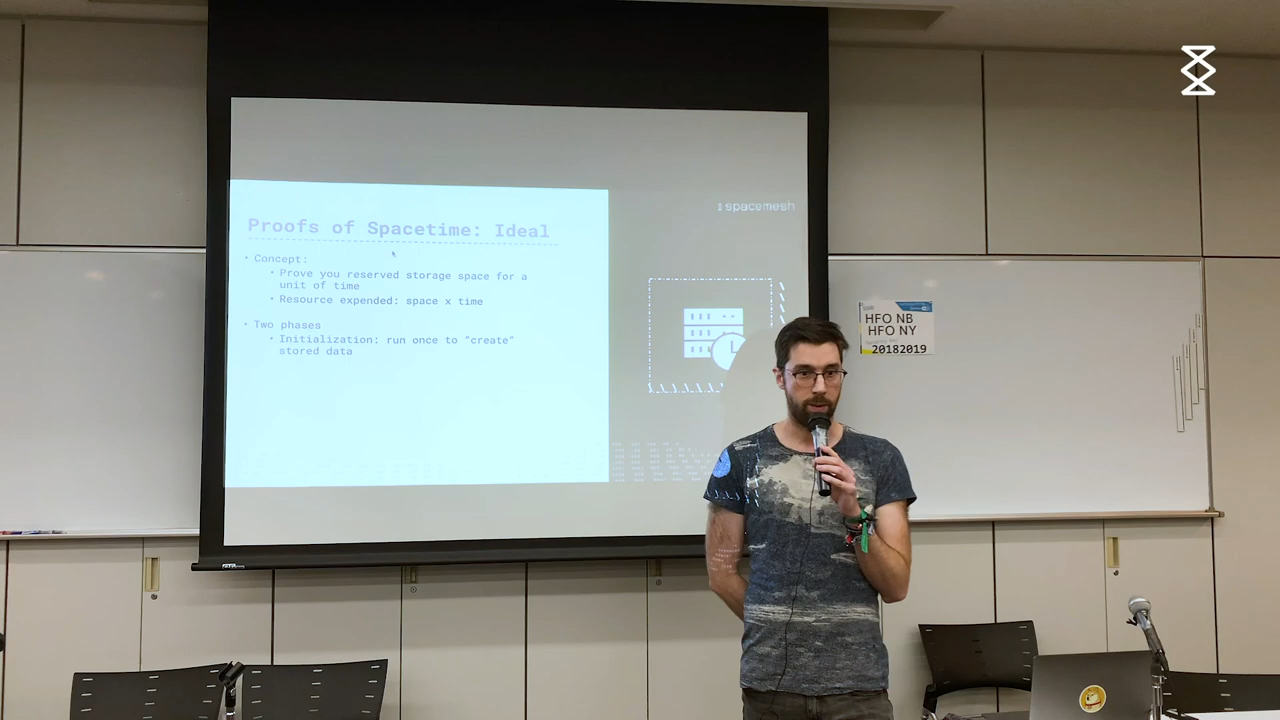 Proofs of Spacetime: Ideal
• Concept:
• Prove you reserved storage space for a
unit of time
• Resource expended: space x time
• Two phases
• Initialization: run once to "create"
stored data
spacemesh
HFO NB
HFO NY
20182019